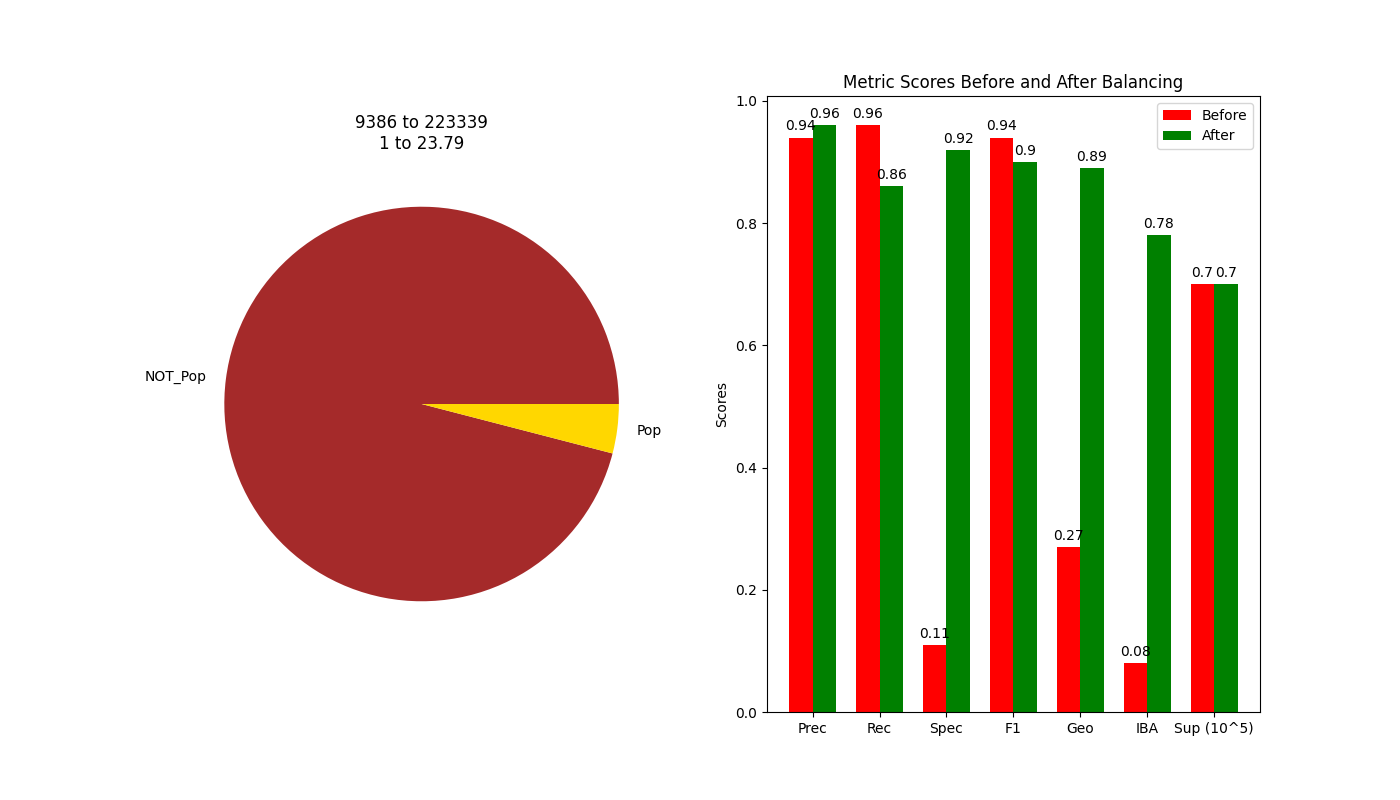 9386 to 223339
1 to 23.79
NOT_Pop
Pop
Metric Scores Before and After Balancing
Before
After
Scores
1.0
0.8
0.6
0.4
0.2
0.0
0.94
0.96
0.96
0.86
0.11
0.92
0.94
0.9
0.27
0.89
0.08
0.78
0.7
0.7
Prec
Rec
Spec
F1
Geo
IBA
Sup (10^5)